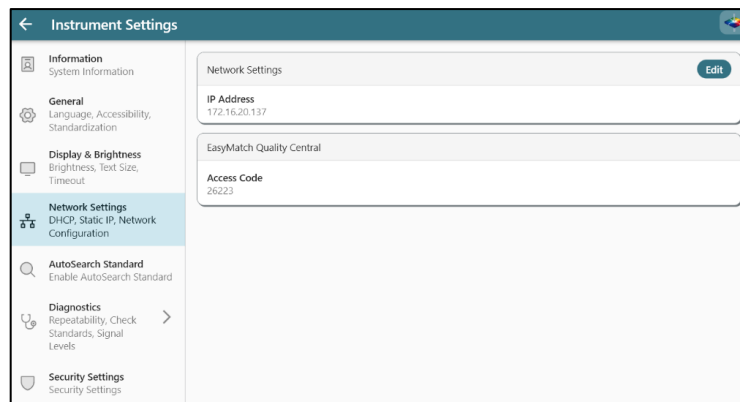 Instrument Settings
Information
System Information
General
Language, Accessibility,
Standardization
Display & Brightness
Brightness, Text Size,
Timeout
Network Settings
DHCP, Static IP, Network
Configuration
AutoSearch Standard
Enable AutoSearch Standard
Diagnostics
Repeatability, Check
Standards, Signal
Levels
Security Settings
Security Settings
Network Settings
Edit
IP Address
172.16.20.137
EasyMatch Quality Central
Access Code
26223